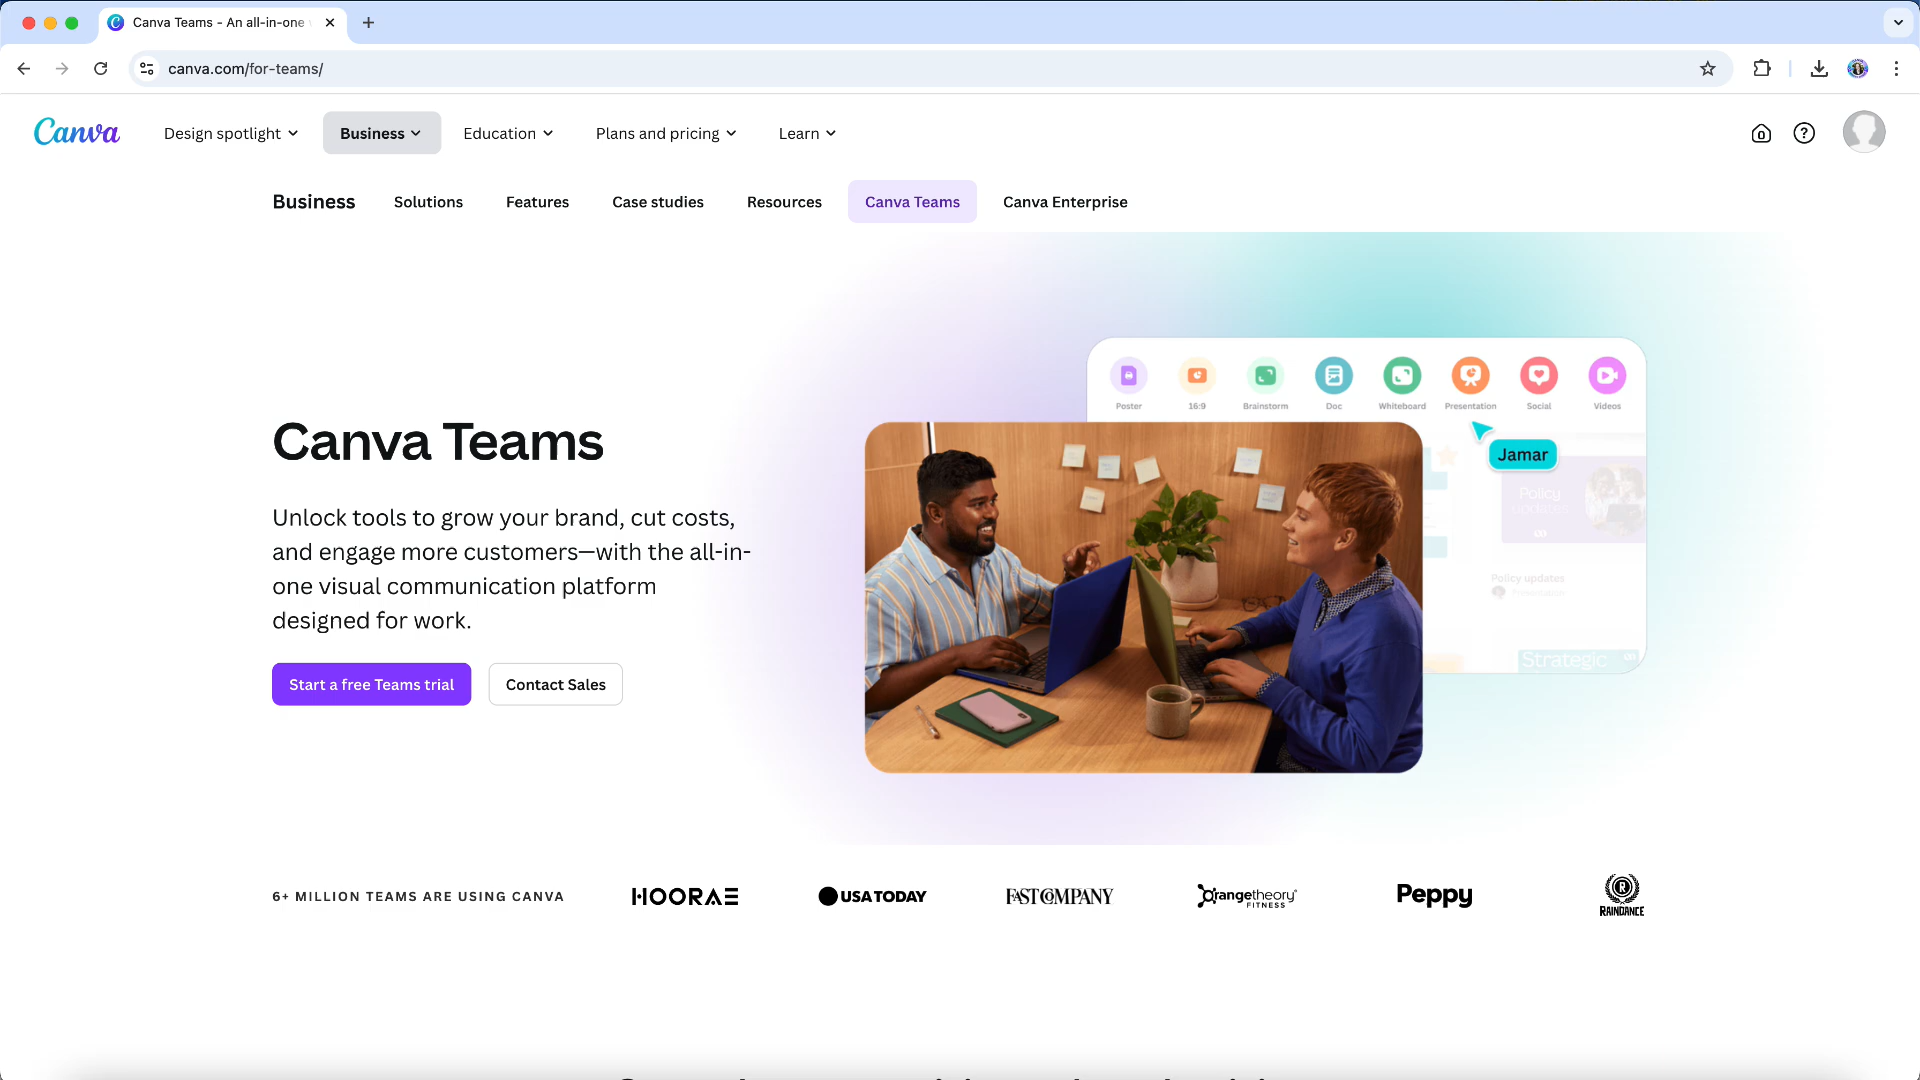 Canva Teams - An all-in-one
canva.com/for-teams/
Canva
Design spotlight
Business
Education
Plans and pricing
Learn
Business
Solutions
Features
Case studies
Resources
Canva Teams
Canva Enterprise
Poster
16:9
Brainstorm
Doc
Whiteboard
Presentation
Social
Videos
Jamar
Policy
updates
Policy updates
Presentation
Strategic
Canva Teams
Unlock tools to grow your brand, cut costs,
and engage more customers—with the all-in-
one visual communication platform
designed for work.
Start a free Teams trial
Contact Sales
6+ MILLION TEAMS ARE USING CANVA
HOORAE
USA TODAY
FAST COMPANY
Orangetheory®
FITNESS
Peppy
R
RAINDANCE